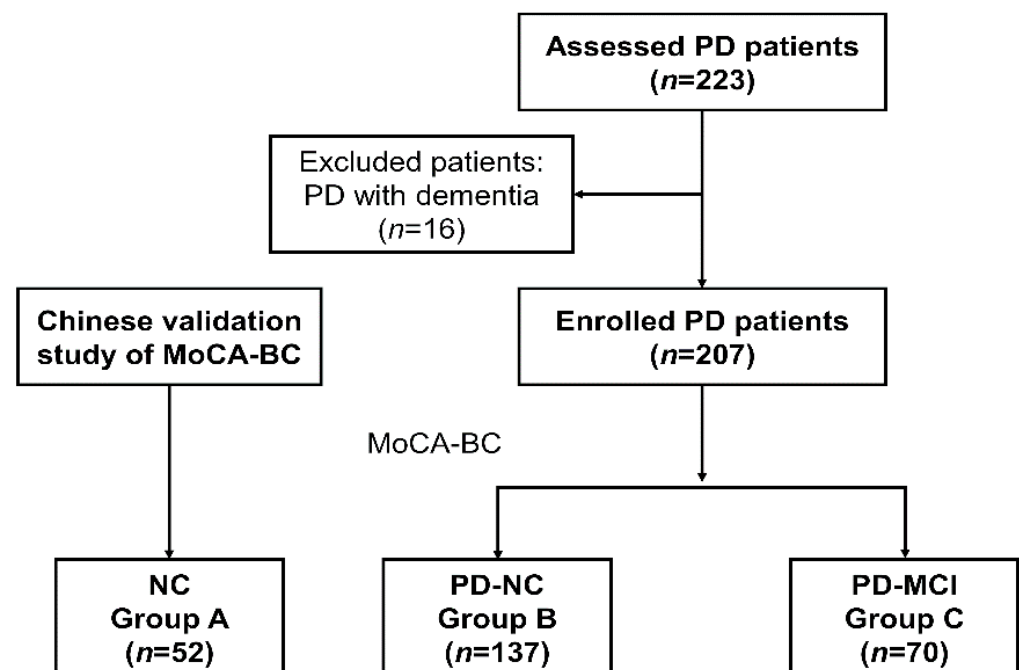 Assessed PD patients
(n=223)
Excluded patients:
PD with dementia
(n=16)
Chinese validation
study of MoCA-BC
Enrolled PD patients
(n=207)
MoCA-BC
NC
Group A
(n=52)
PD-NC
Group B
(n=137)
PD-MCI
Group C
(n=70)